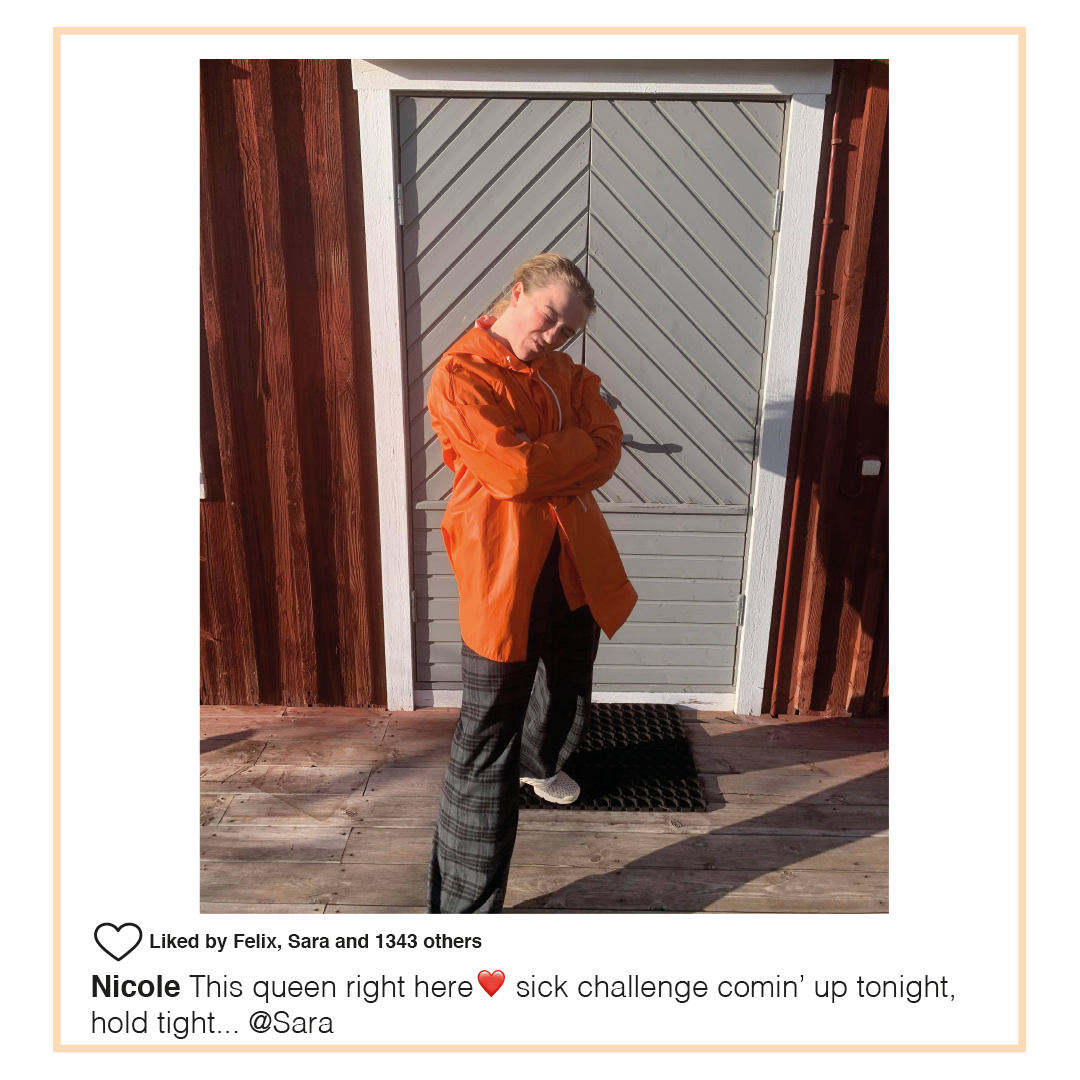 Liked by Felix, Sara and 1343 others
Nicole This queen right here❤️ sick challenge comin’ up tonight,
hold tight... @Sara